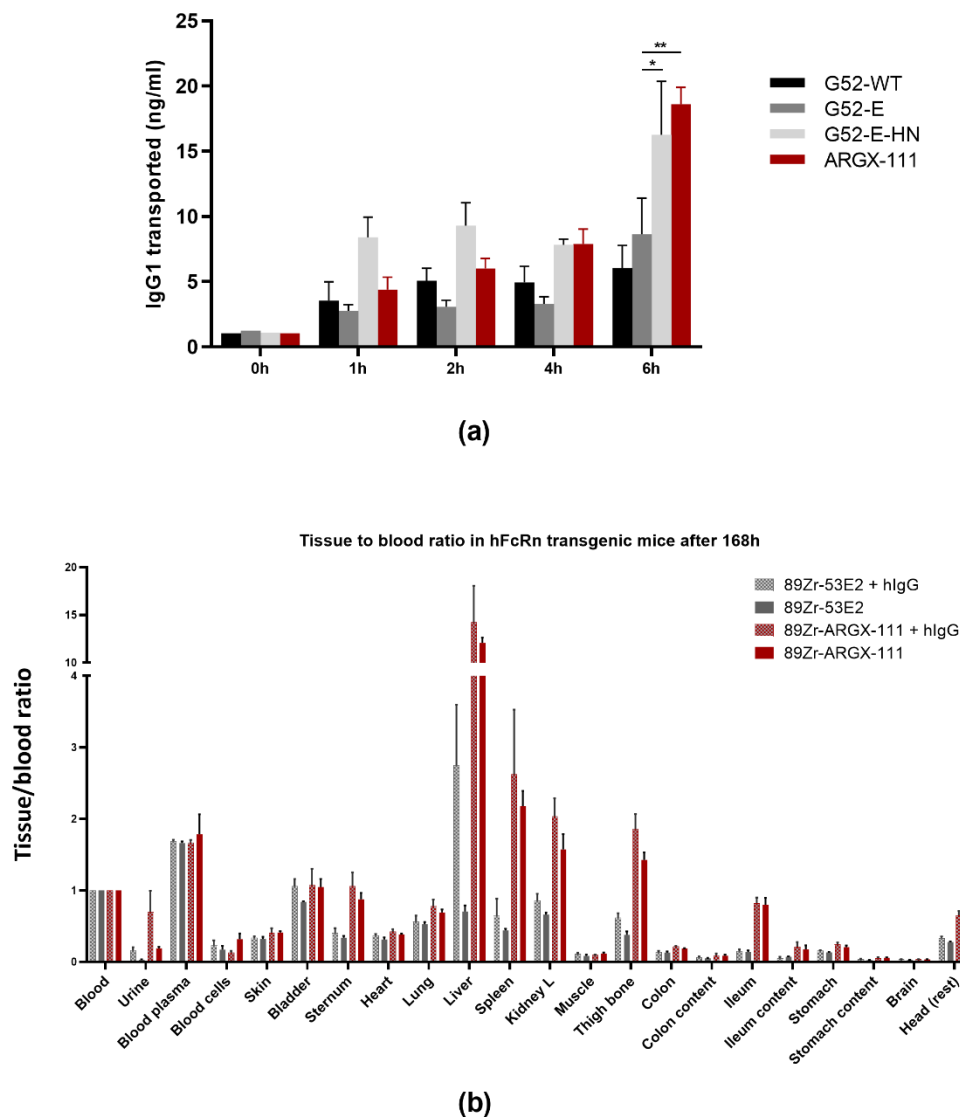 25
20
15
10
5
0
IgG1 transported (ng/ml)
**
*
G52-WT
G52-E
G52-E-HN
ARGX-111
0h 1h 2h 4h 6h
(a)
Tissue to blood ratio in hFcRn transgenic mice after 168h
20
15
10
4
3
2
1
0
Tissue/blood ratio
89Zr-53E2 + hIgG
89Zr-53E2
89Zr-ARGX-111 + hIgG
89Zr-ARGX-111
Blood
Urine
Blood plasma
Blood cells
Skin
Bladder
Sternum
Heart
Lung
Liver
Spleen
Kidney L
Muscle
Thigh bone
Colon
Colon content
Ileum
Ileum content
Stomach
Stomach content
Brain
Head (rest)
(b)